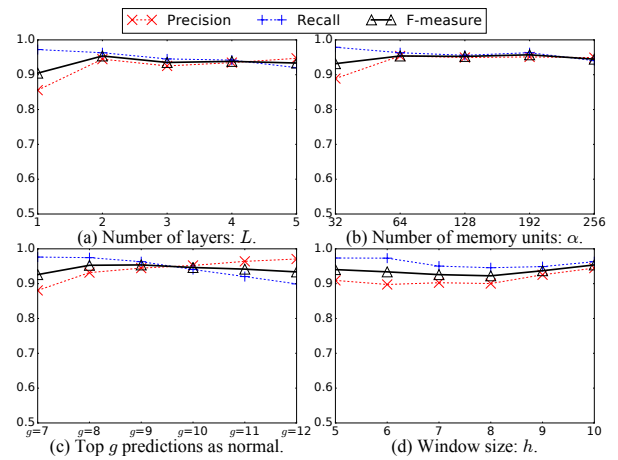 Precision Recall F-measure
1.0 1.0
0.9 0.9
0.8 0.8
0.7 0.7
0.6 0.6
0.5 0.5
1 2 3 4 5 32 64 128 192 256
(a) Number of layers: L. (b) Number of memory units: α.
1.0 1.0
0.9 0.9
0.8 0.8
0.7 0.7
0.6 0.6
0.5 0.5
g=7 g=8 g=9 g=10 g=11 g=12 5 6 7 8 9 10
(c) Top g predictions as normal. (d) Window size: h.